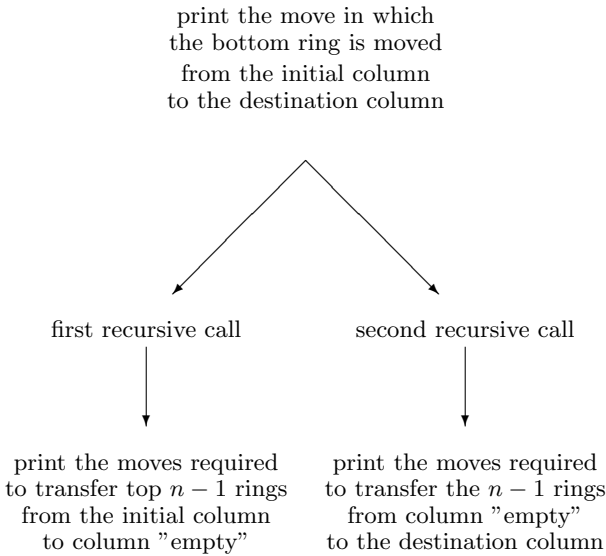 print the move in which
the bottom ring is moved
from the initial column
to the destination column
first recursive call
second recursive call
print the moves required
to transfer top n − 1 rings
from the initial column
to column ”empty”
print the moves required
to transfer the n − 1 rings
from column ”empty”
to the destination column